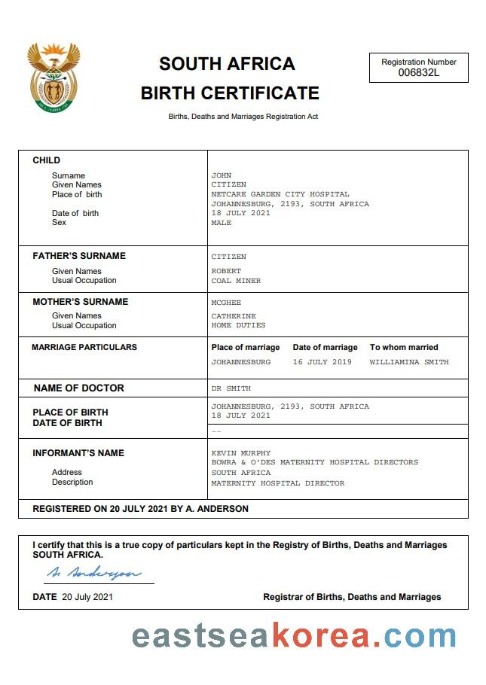 SOUTH AFRICA
BIRTH CERTIFICATE
Births, Deaths and Marriages Registration Act
Registration Number
006832L
CHILD
Surname JOHN
Given Names CITIZEN
Place of birth NETCARE GARDEN CITY HOSPITAL
JOHANNESBURG, 2193, SOUTH AFRICA
Date of birth 18 JULY 2021
Sex MALE
FATHER'S SURNAME CITIZEN
Given Names ROBERT
Usual Occupation COAL MINER
MOTHER'S SURNAME MCGHEE
Given Names CATHERINE
Usual Occupation HOME DUTIES
MARRIAGE PARTICULARS Place of marriage Date of marriage To whom married
JOHANNESBURG 16 JULY 2019 WILLIAMINA SMITH
NAME OF DOCTOR DR SMITH
PLACE OF BIRTH JOHANNESBURG, 2193, SOUTH AFRICA
DATE OF BIRTH 18 JULY 2021
--
INFORMANT'S NAME KEVIN MURPHY
BOWRA & O'DES MATERNITY HOSPITAL DIRECTORS
Address SOUTH AFRICA
Description MATERNITY HOSPITAL DIRECTOR
REGISTERED ON 20 JULY 2021 BY A. ANDERSON
I certify that this is a true copy of particulars kept in the Registry of Births, Deaths and Marriages
SOUTH AFRICA.
A. Anderson
DATE 20 July 2021 Registrar of Births, Deaths and Marriages
eastseakorea.com